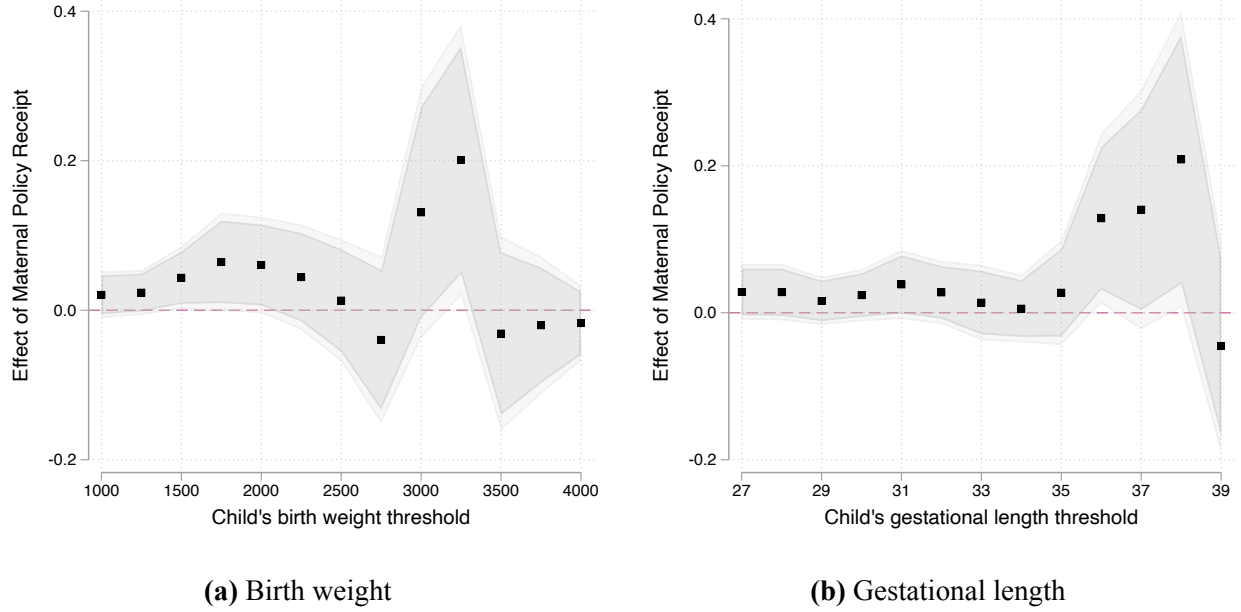 0.4
0.2
0.0
-0.2
Effect of Maternal Policy Receipt
1000 1500 2000 2500 3000 3500 4000
Child's birth weight threshold
(a) Birth weight
0.4
0.2
0.0
-0.2
Effect of Maternal Policy Receipt
27 29 31 33 35 37 39
Child's gestational length threshold
(b) Gestational length